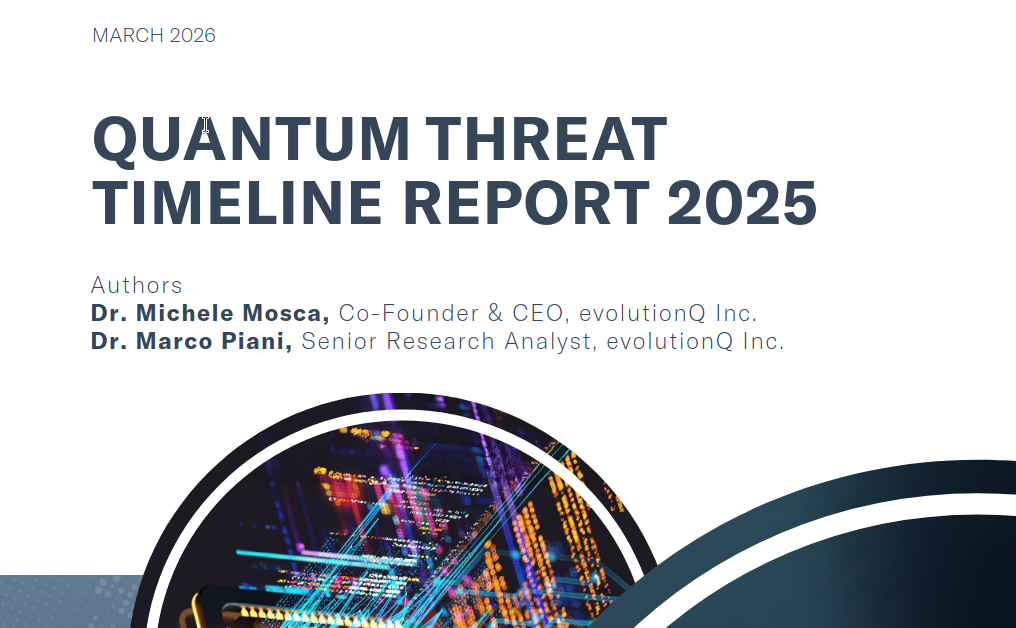 MARCH 2026
QUANTUM THREAT
TIMELINE REPORT 2025
Authors
Dr. Michele Mosca, Co-Founder & CEO, evolutionQ Inc.
Dr. Marco Piani, Senior Research Analyst, evolutionQ Inc.